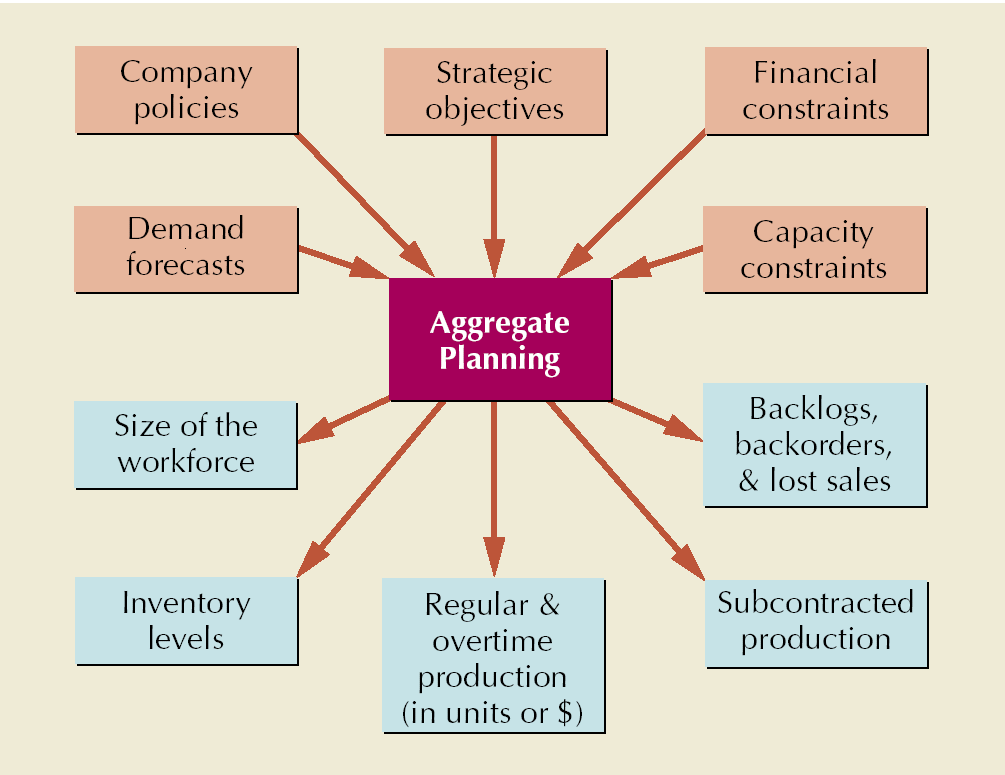 Company
policies
Strategic
objectives
Financial
constraints
Demand
forecasts
Capacity
constraints
Aggregate
Planning
Size of the
workforce
Backlogs,
backorders,
& lost sales
Inventory
levels
Regular &
overtime
production
(in units or $)
Subcontracted
production